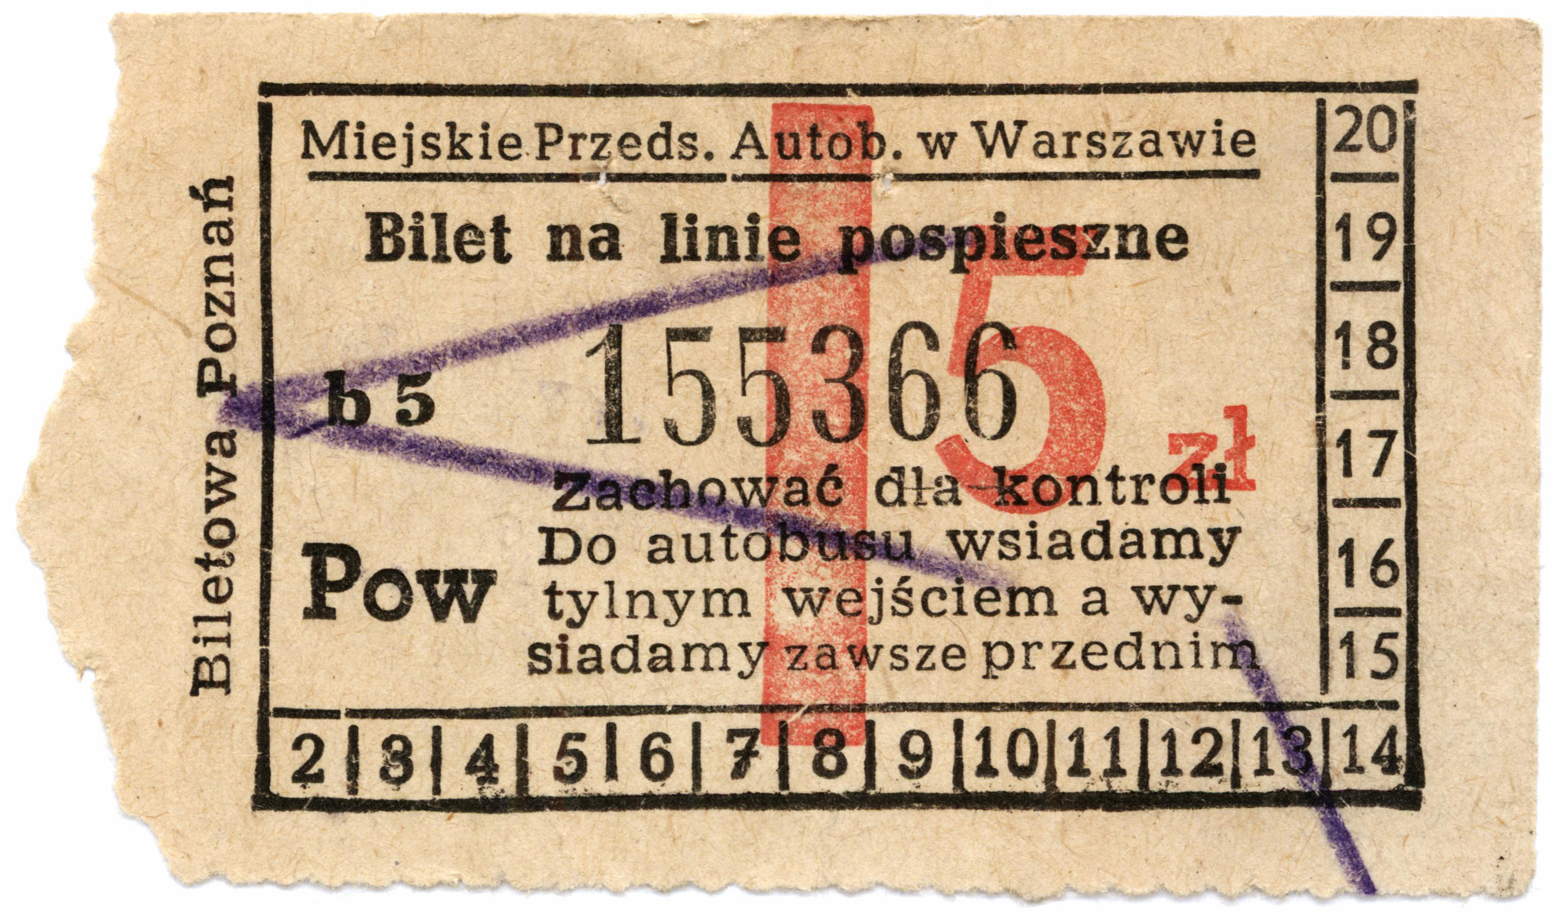 Miejskie Przeds. Autob. w Warszawie
Bilet na linie pospieszne
b 5 155366
5 zł
Zachować dla kontroli
Pow
Do autobusu wsiadamy
tylnym wejściem a wy-
siadamy zawsze przednim
2 3 4 5 6 7 8 9 10 11 12 13 14
15
16
17
18
19
20
Biletowa Poznań